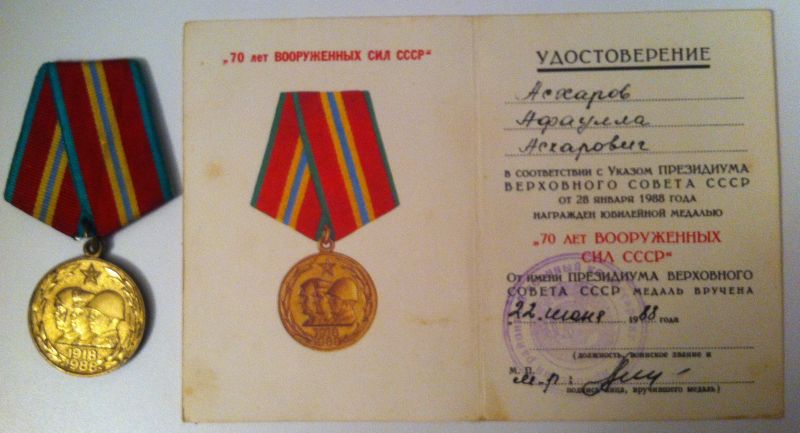 1918
1988
„70 лет ВООРУЖЕННЫХ СИЛ СССР“
1918
1988
УДОСТОВЕРЕНИЕ
Асхаров
Афаулла
Асхарович
В СООТВЕТСТВИИ С УКАЗОМ ПРЕЗИДИУМА
ВЕРХОВНОГО СОВЕТА СССР
ОТ 28 ЯНВАРЯ 1988 ГОДА
НАГРАЖДЕН ЮБИЛЕЙНОЙ МЕДАЛЬЮ
„70 ЛЕТ ВООРУЖЕННЫХ
СИЛ СССР“
ОТ ИМЕНИ ПРЕЗИДИУМА ВЕРХОВНОГО
СОВЕТА СССР МЕДАЛЬ ВРУЧЕНА
22 июня 1988 года
(должность, воинское звание и
М. П.
подпись лица, вручившего медаль)